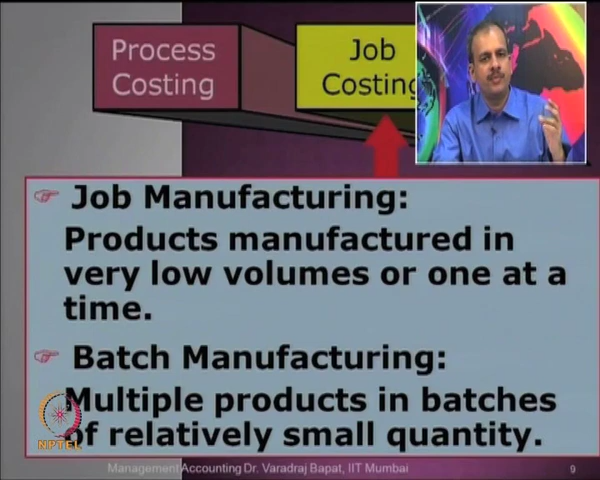 Process
Costing
Job
Costing
Job Manufacturing:
Products manufactured in
very low volumes or one at a
time.
Batch Manufacturing:
Multiple products in batches
of relatively small quantity.
NPTEL
Management Accounting Dr. Varadraj Bapat, IIT Mumbai
9